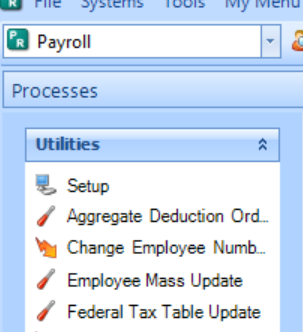 File Systems Tools My Menu
PR Payroll
Processes
Utilities
Setup
Aggregate Deduction Ord...
Change Employee Numb...
Employee Mass Update
Federal Tax Table Update